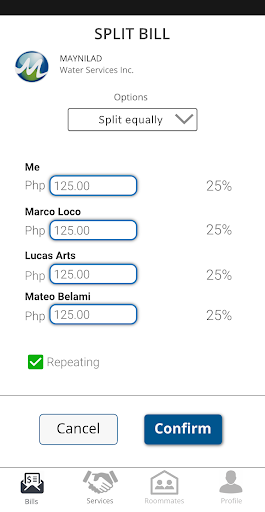 SPLIT BILL
MAYNILAD
Water Services Inc.
Options
Split equally
Me
Php 125.00 25%
Marco Loco
Php 125.00 25%
Lucas Arts
Php 125.00 25%
Mateo Belami
Php 125.00 25%
Repeating
Cancel Confirm
Bills Services Roommates Profile